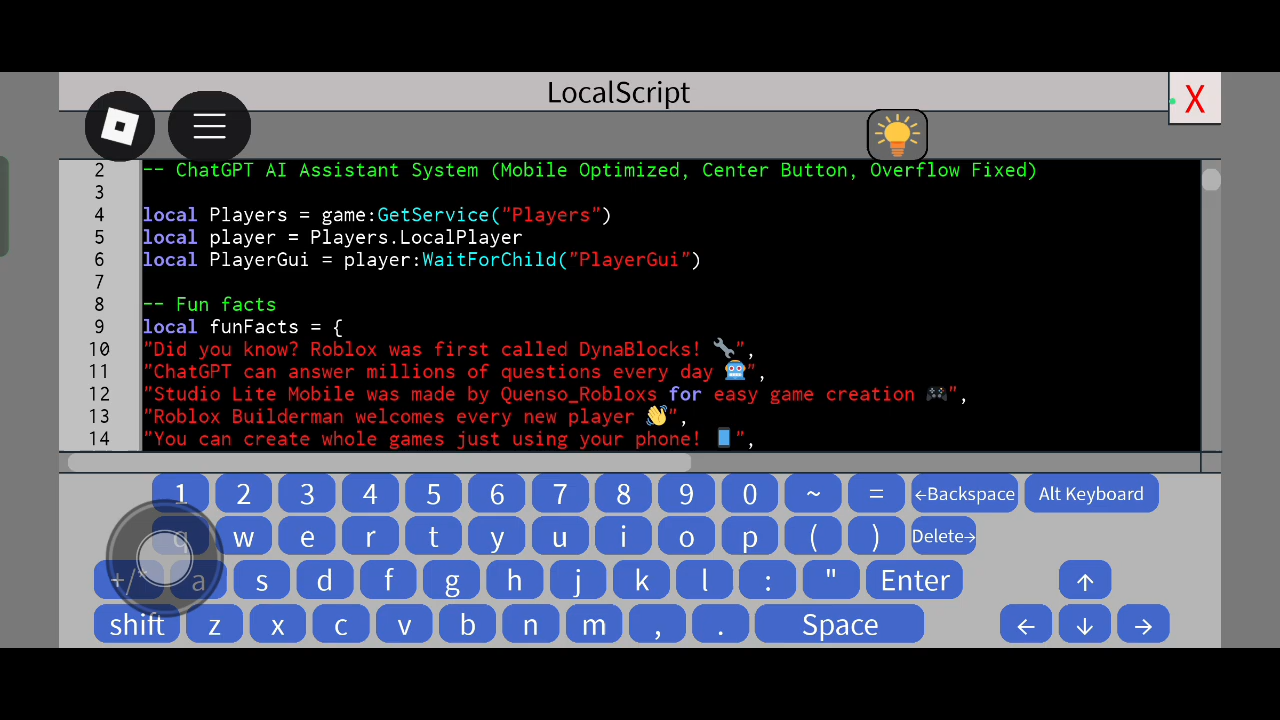 LocalScript
X
2 -- ChatGPT AI Assistant System (Mobile Optimized, Center Button, Overflow Fixed)
3
4 local Players = game:GetService("Players")
5 local player = Players.LocalPlayer
6 local PlayerGui = player:WaitForChild("PlayerGui")
7
8 -- Fun facts
9 local funFacts = {
10 "Did you know? Roblox was first called DynaBlocks! 🔧",
11 "ChatGPT can answer millions of questions every day 🤖",
12 "Studio Lite Mobile was made by Quenso_Robloxs for easy game creation 🎮",
13 "Roblox Builderman welcomes every new player 👋",
14 "You can create whole games just using your phone! 📱",
1 2 3 4 5 6 7 8 9 0 ~ = ←Backspace Alt Keyboard
q w e r t y u i o p ( ) Delete→
+/* a s d f g h j k l : " Enter ↑
shift z x c v b n m , . Space ← ↓ →